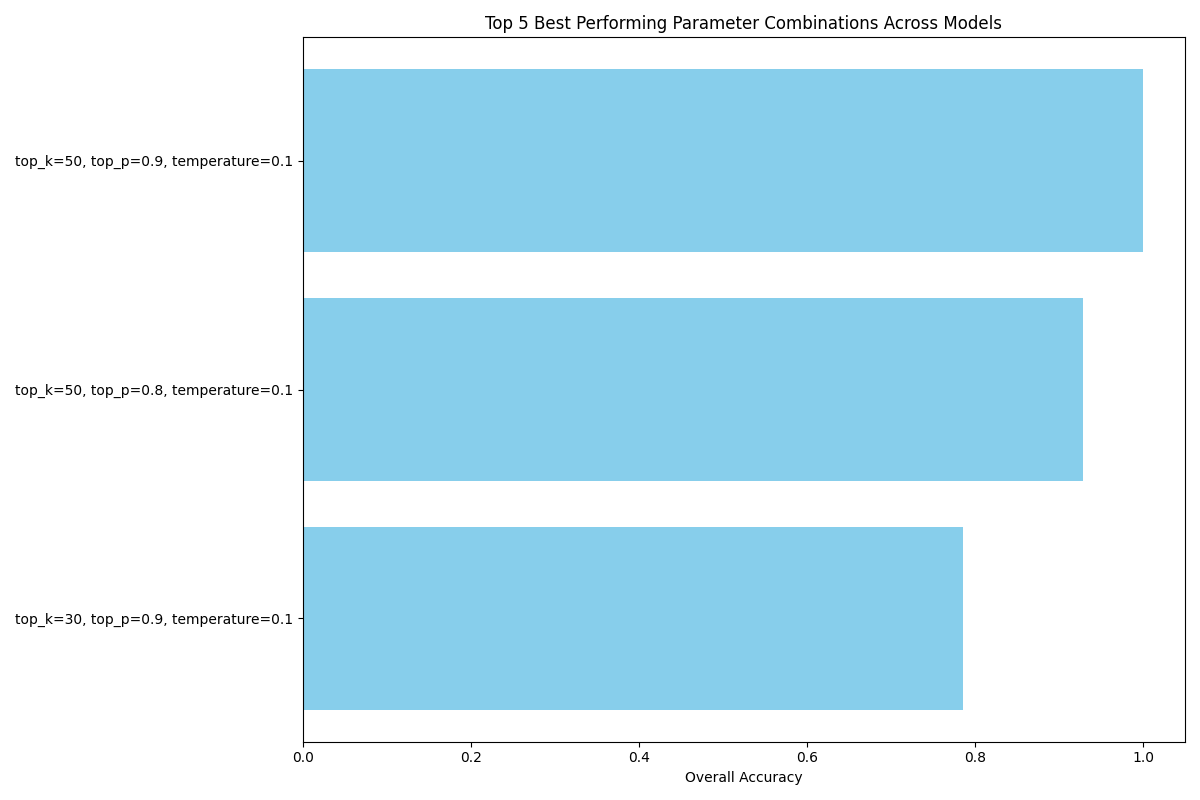 Top 5 Best Performing Parameter Combinations Across Models
top_k=50, top_p=0.9, temperature=0.1
top_k=50, top_p=0.8, temperature=0.1
top_k=30, top_p=0.9, temperature=0.1
0.0 0.2 0.4 0.6 0.8 1.0
Overall Accuracy